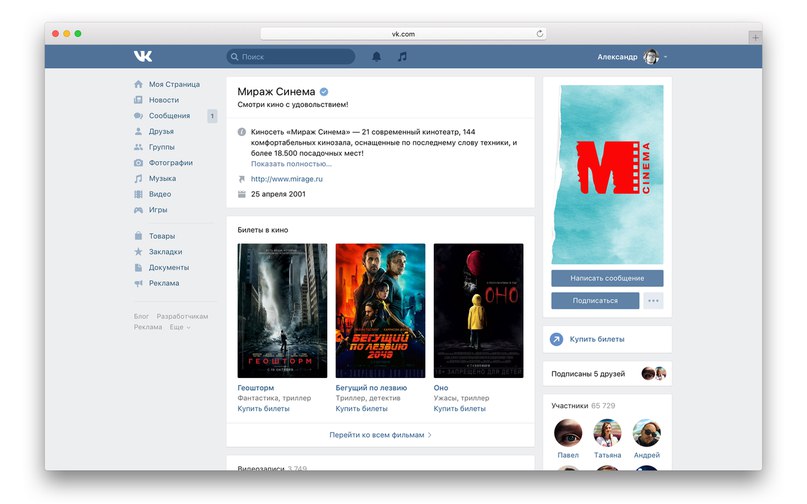 vk.com
Поиск
Александр
Моя Страница
Новости
Сообщения 1
Друзья
Группы
Фотографии
Музыка
Видео
Игры
Товары
Закладки
Документы
Реклама
Блог Разработчикам
Реклама Еще
Мираж Синема
Смотри кино с удовольствием!
Киносеть «Мираж Синема» — 21 современный кинотеатр, 144
комфортабельных кинозала, оснащенные по последнему слову техники, и
более 18.500 посадочных мест!
Показать полностью...
http://www.mirage.ru
25 апреля 2001
Билеты в кино
ГЕОШТОРМ
БЕГУЩИЙ
ПО ЛЕЗВИЮ
2049
ОНО
Геошторм
Фантастика, триллер
Купить билеты
Бегущий по лезвию
Триллер, детектив
Купить билеты
Оно
Ужасы, триллер
Купить билеты
Перейти ко всем фильмам
Видеозаписи 3 749
M CINEMA
Написать сообщение
Подписаться
Купить билеты
Подписаны 5 друзей
Участники 65 729
Павел Татьяна Андрей